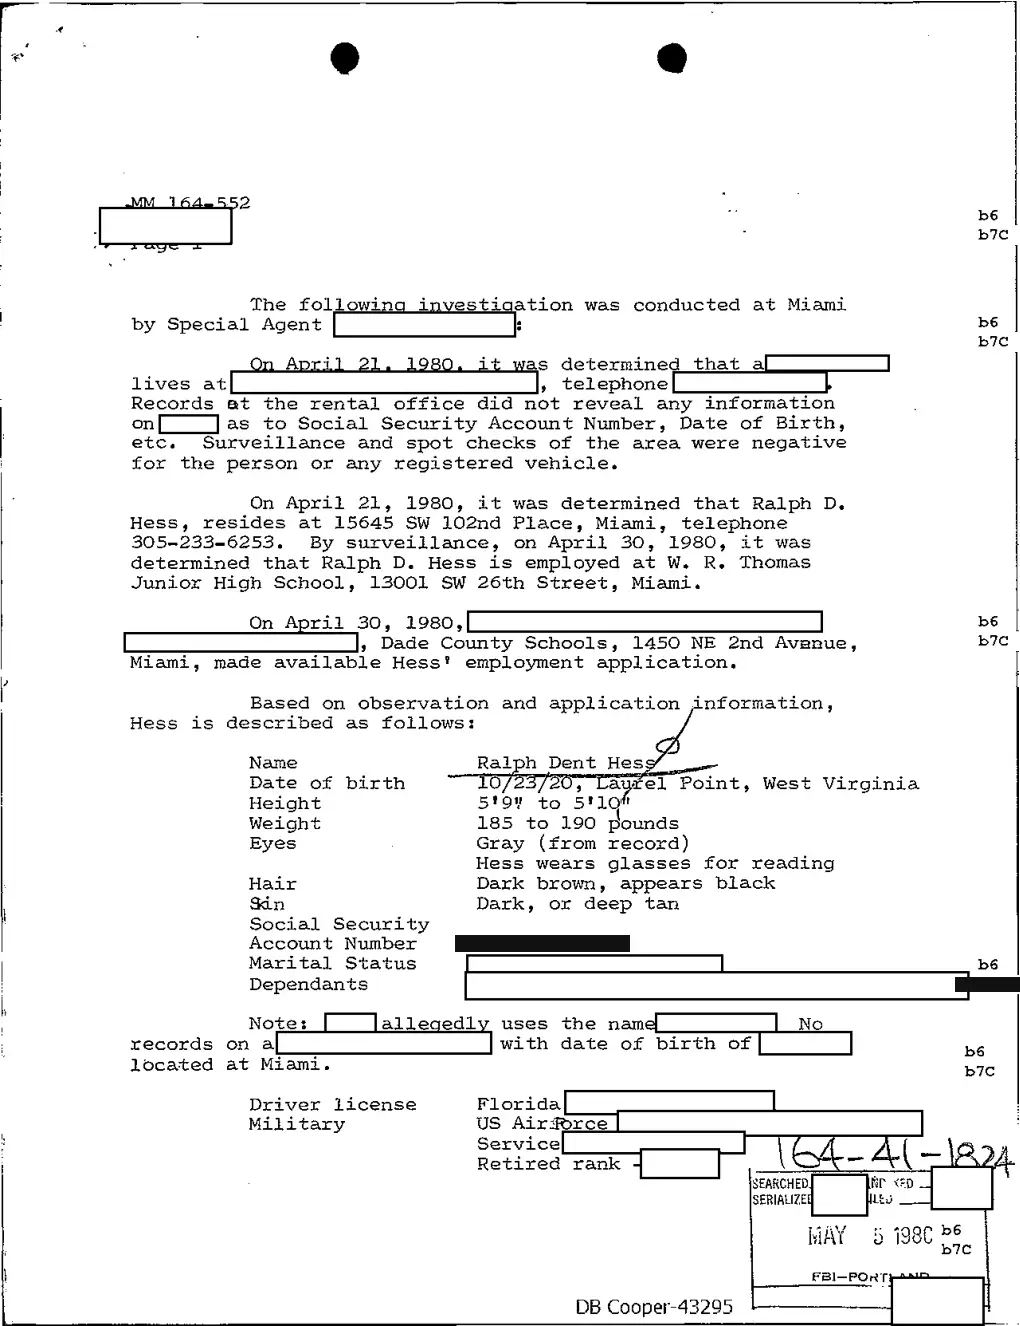 MM 164-552
Page 1
b6
b7C
The following investigation was conducted at Miami
by Special Agent :
b6
b7C
On April 21, 1980, it was determined that a
lives at , telephone .
Records at the rental office did not reveal any information
on as to Social Security Account Number, Date of Birth,
etc. Surveillance and spot checks of the area were negative
for the person or any registered vehicle.
On April 21, 1980, it was determined that Ralph D.
Hess, resides at 15645 SW 102nd Place, Miami, telephone
305-233-6253. By surveillance, on April 30, 1980, it was
determined that Ralph D. Hess is employed at W. R. Thomas
Junior High School, 13001 SW 26th Street, Miami.
On April 30, 1980, b6
, Dade County Schools, 1450 NE 2nd Avenue, b7C
Miami, made available Hess' employment application.
Based on observation and application information,
Hess is described as follows:
Name Ralph Dent Hess
Date of birth 10/23/20, Laurel Point, West Virginia
Height 5'9" to 5'10"
Weight 185 to 190 pounds
Eyes Gray (from record)
Hess wears glasses for reading
Hair Dark brown, appears black
Skin Dark, or deep tan
Social Security
Account Number
Marital Status b6
Dependants
Note: allegedly uses the name No
records on a with date of birth of
located at Miami.
b6
b7C
Driver license Florida
Military US Air Force
Service
Retired rank -
164-41-1824
SEARCHED
SERIALIZED
MAY 5 1980
b6
b7C
FBI-PORTLAND
DB Cooper-43295